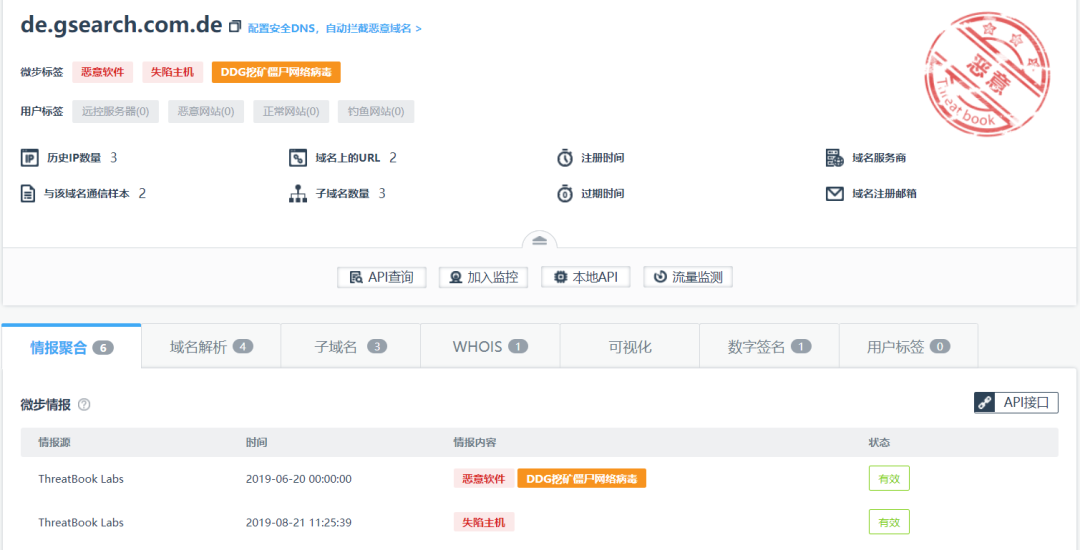 de.gsearch.com.de 配置安全DNS，自动拦截恶意域名 >
微步标签 恶意软件 失陷主机 DDG挖矿僵尸网络病毒
用户标签 远控服务器(0) 恶意网站(0) 正常网站(0) 钓鱼网站(0)
恶意
Threatbook
IP 历史IP数量 3 域名上的URL 2 注册时间 域名服务商
与该域名通信样本 2 子域名数量 3 过期时间 域名注册邮箱
API查询 加入监控 本地API 流量监测
情报聚合 6 域名解析 4 子域名 3 WHOIS 1 可视化 数字签名 1 用户标签 0
微步情报 ? API接口
情报源 时间 情报内容 状态
ThreatBook Labs 2019-06-20 00:00:00 恶意软件 DDG挖矿僵尸网络病毒 有效
ThreatBook Labs 2019-08-21 11:25:39 失陷主机 有效